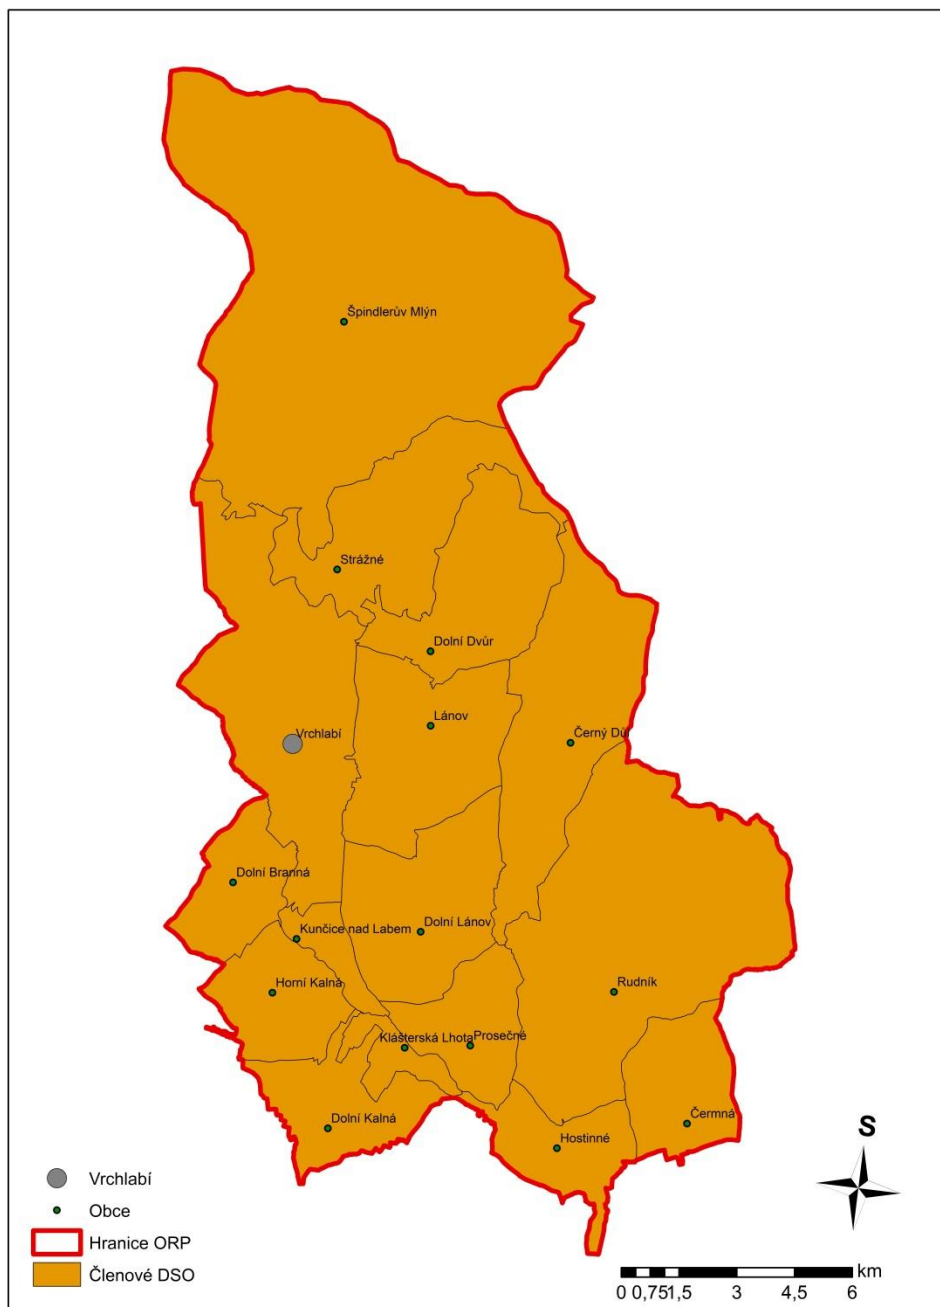 Špindlerův Mlýn
Strážné
Dolní Dvůr
Lánov
Vrchlabí
Černý Důl
Dolní Branná
Dolní Lánov
Kunčice nad Labem
Horní Kalná
Rudník
Klášterská Lhota
Prosečné
Čermná
Dolní Kalná
Hostinné
S
Vrchlabí
Obce
Hranice ORP
Členové DSO
km
0 0,75 1,5 3 4,5 6